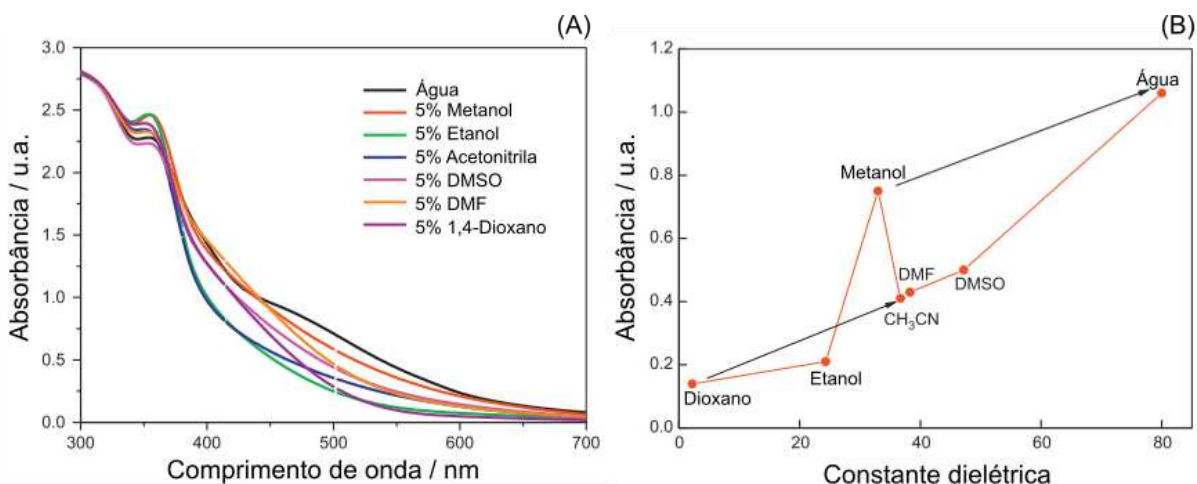 (A)
3.0
2.5
2.0
1.5
1.0
0.5
0.0
Absorbância / u.a.
Água
5% Metanol
5% Etanol
5% Acetonitrila
5% DMSO
5% DMF
5% 1,4-Dioxano
300 400 500 600 700
Comprimento de onda / nm
(B)
1.2
1.0
0.8
0.6
0.4
0.2
0.0
Absorbância / u.a.
Água
Metanol
DMF
DMSO
CH₃CN
Etanol
Dioxano
0 20 40 60 80
Constante dielétrica